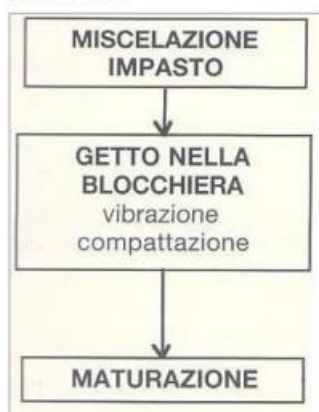 MISCELAZIONE
IMPASTO
GETTO NELLA
BLOCCHIERA
vibrazione
compattazione
MATURAZIONE